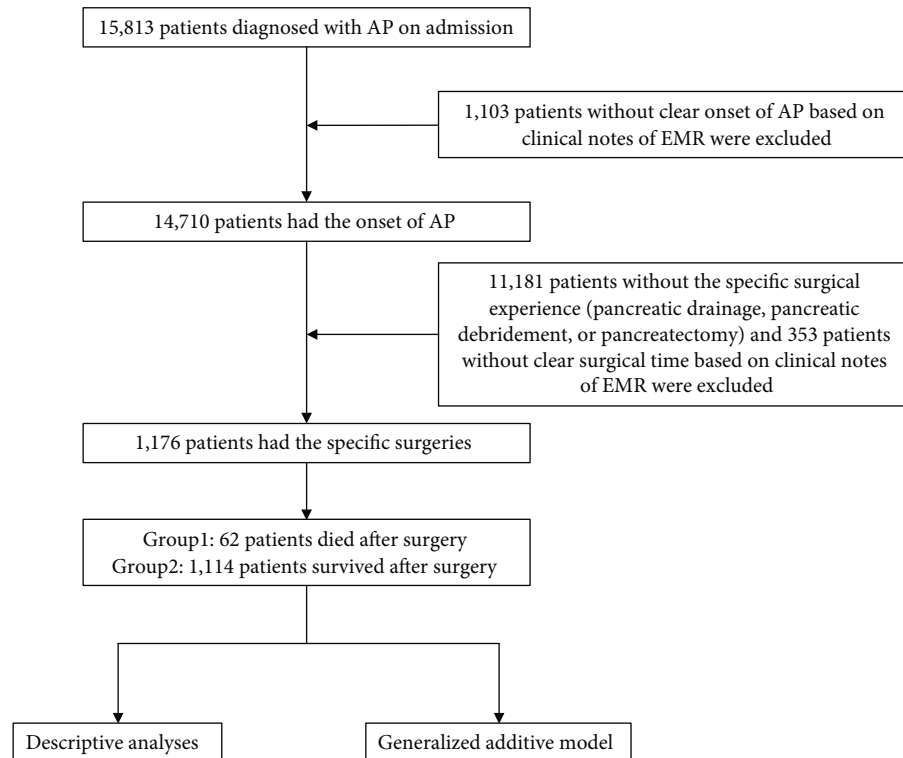 15,813 patients diagnosed with AP on admission
1,103 patients without clear onset of AP based on
clinical notes of EMR were excluded
14,710 patients had the onset of AP
11,181 patients without the specific surgical
experience (pancreatic drainage, pancreatic
debridement, or pancreatectomy) and 353 patients
without clear surgical time based on clinical notes
of EMR were excluded
1,176 patients had the specific surgeries
Group1: 62 patients died after surgery
Group2: 1,114 patients survived after surgery
Descriptive analyses
Generalized additive model